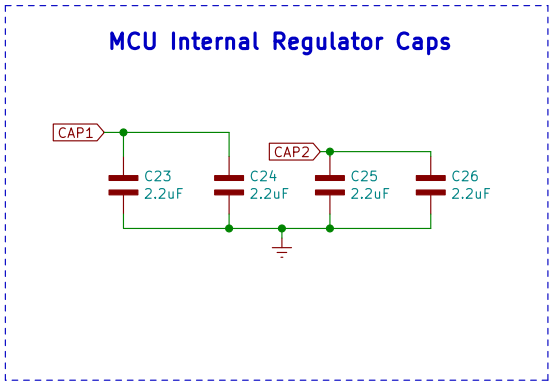 MCU Internal Regulator Caps
CAP1
CAP2
C23
2.2uF
C24
2.2uF
C25
2.2uF
C26
2.2uF